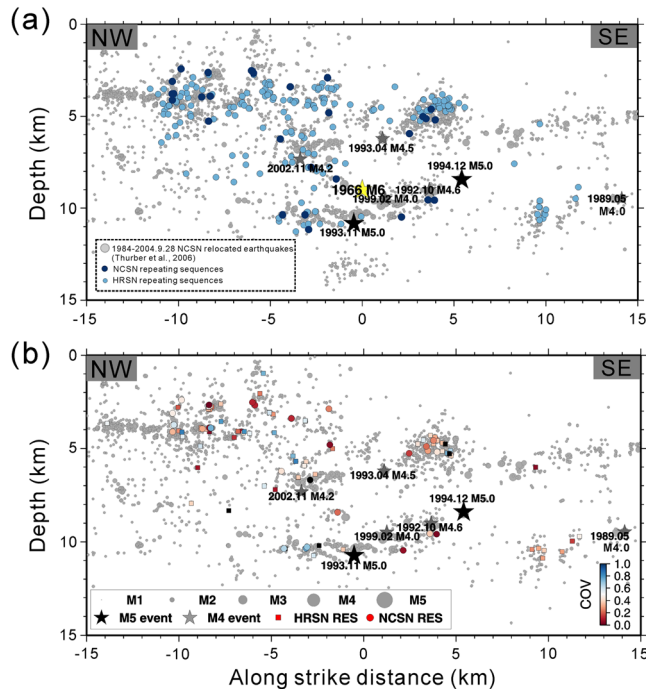 (a)
NW
SE
0
5
10
15
Depth (km)
1993.04 M4.5
2002.11 M4.2
1994.12 M5.0
1966 M6
1992.10 M4.6
1999.02 M4.0
1989.05
M4.0
1993.11 M5.0
1984-2004.9.28 NCSN relocated earthquakes
(Thurber et al., 2006)
NCSN repeating sequences
HRSN repeating sequences
-15 -10 -5 0 5 10 15
(b)
NW
SE
0
5
10
15
Depth (km)
1993.04 M4.5
2002.11 M4.2
1994.12 M5.0
1992.10 M4.6
1999.02 M4.0
1989.05
M4.0
1993.11 M5.0
COV
1.0
0.8
0.6
0.4
0.2
0.0
M1 M2 M3 M4 M5
M5 event M4 event HRSN RES NCSN RES
-15 -10 -5 0 5 10 15
Along strike distance (km)